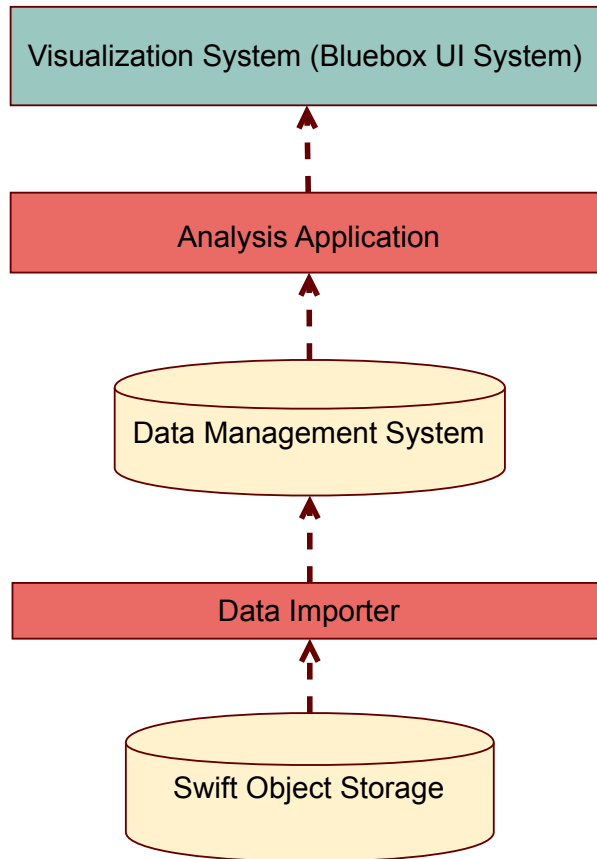 Visualization System (Bluebox UI System)
Analysis Application
Data Management System
Data Importer
Swift Object Storage